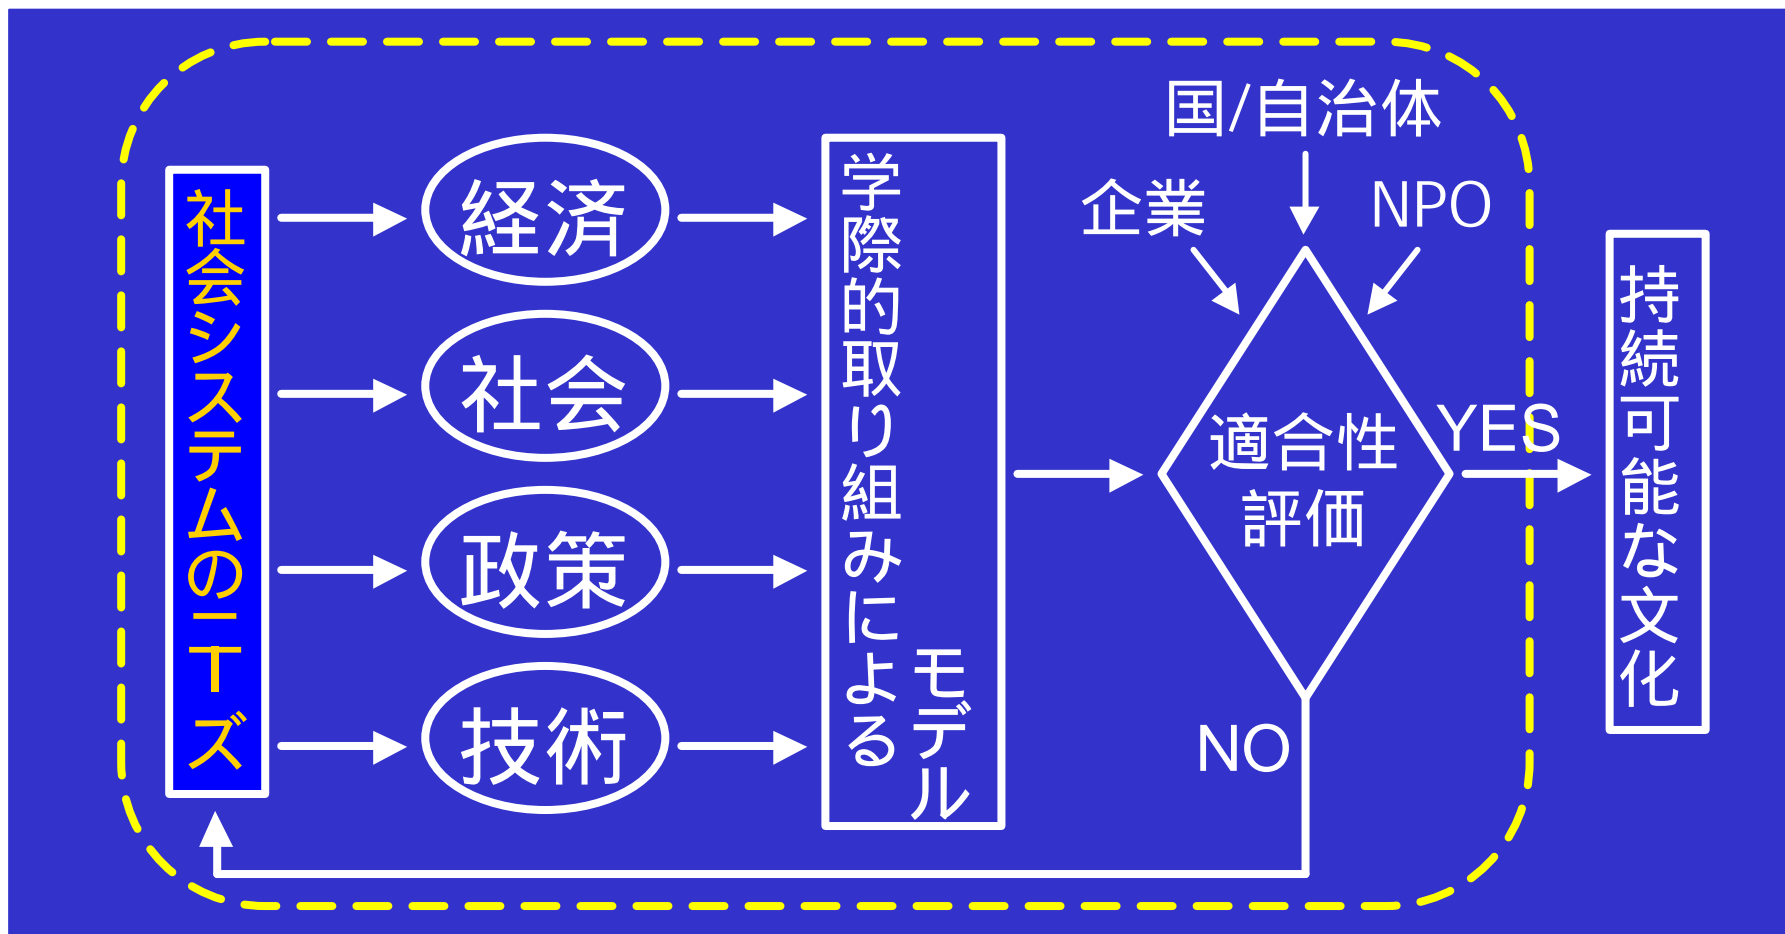 社会システムのニーズ
経済
社会
政策
技術
学際的取り組みによる
モデル
国/自治体
企業
NPO
適合性
評価
YES
NO
持続可能な文化